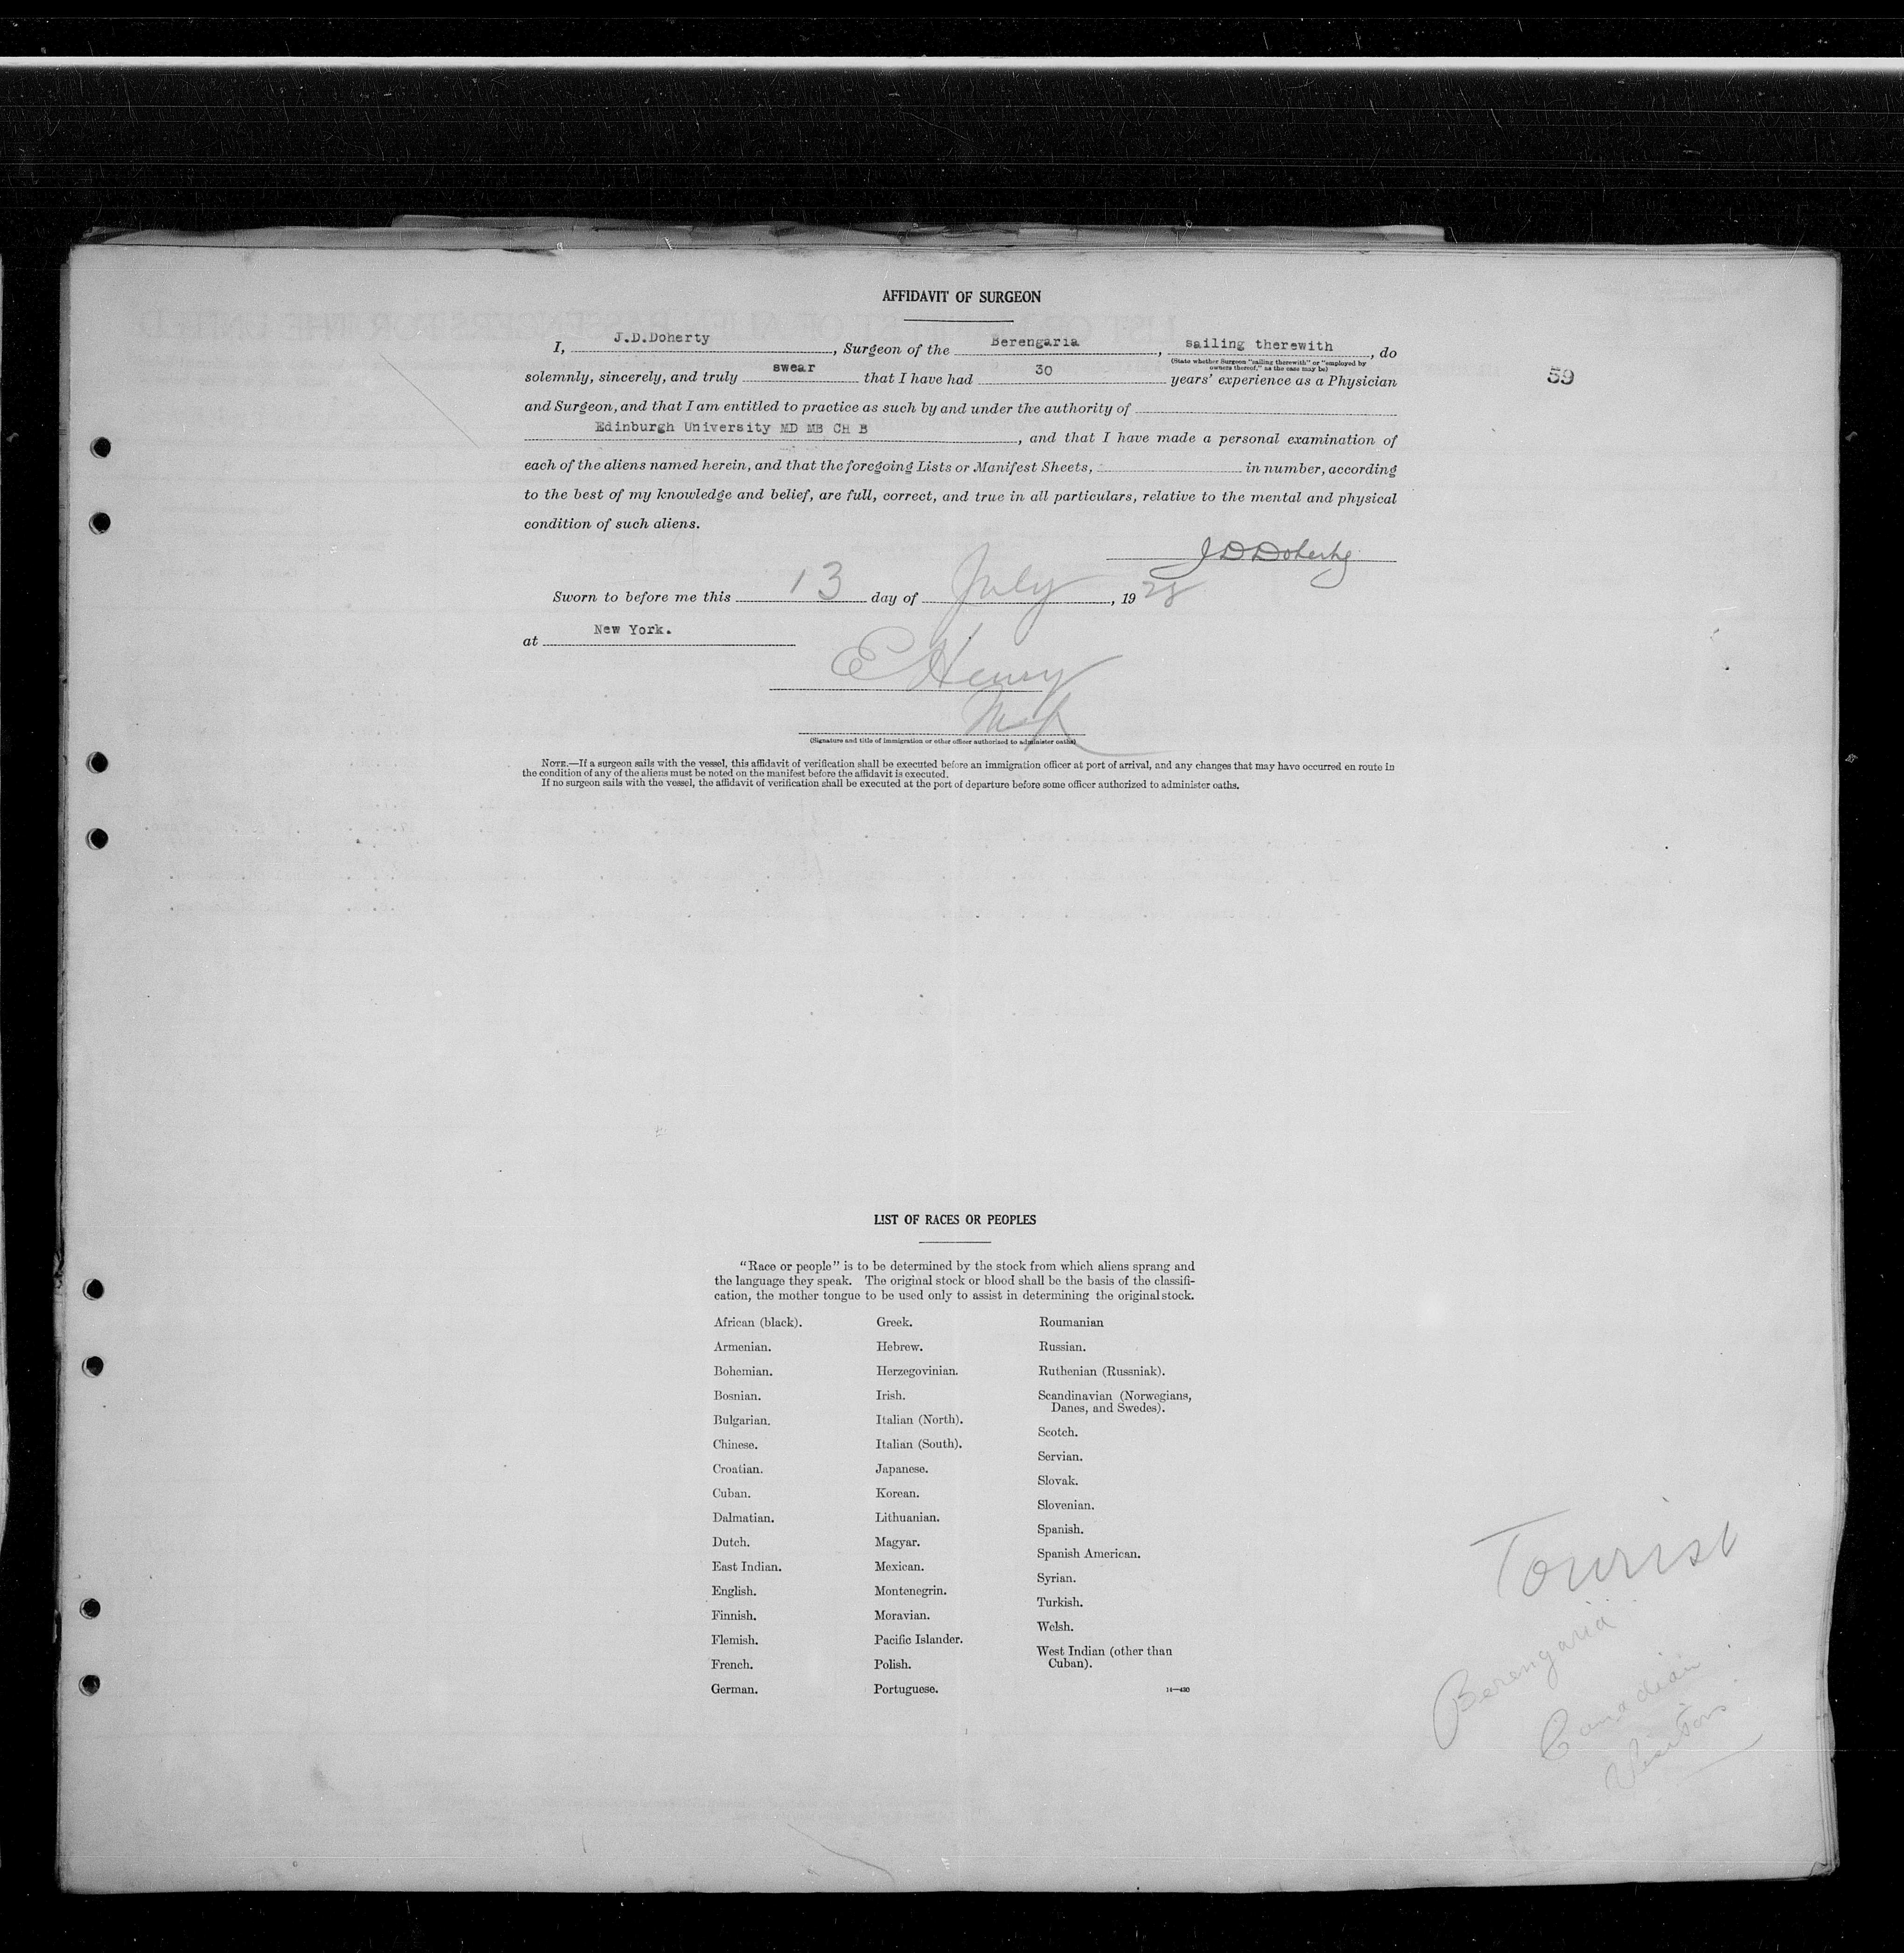 AFFIDAVIT OF SURGEON
I, J.D.Doherty, Surgeon of the Berengaria, sailing therewith, do
(State whether Surgeon "sailing therewith" or "employed by
owners thereof," as the case may be)
solemnly, sincerely, and truly swear that I have had 30 years' experience as a Physician
59
and Surgeon, and that I am entitled to practice as such by and under the authority of
Edinburgh University MD MB CH B, and that I have made a personal examination of
each of the aliens named herein, and that the foregoing Lists or Manifest Sheets, in number, according
to the best of my knowledge and belief, are full, correct, and true in all particulars, relative to the mental and physical
condition of such aliens.
J D Doherty
Sworn to before me this 13 day of July, 1928
at New York.
E Henry
(Signature and title of immigration or other officer authorized to administer oaths)
NOTE.—If a surgeon sails with the vessel, this affidavit of verification shall be executed before an immigration officer at port of arrival, and any changes that may have occurred en route in
the condition of any of the aliens must be noted on the manifest before the affidavit is executed.
If no surgeon sails with the vessel, the affidavit of verification shall be executed at the port of departure before some officer authorized to administer oaths.
LIST OF RACES OR PEOPLES
"Race or people" is to be determined by the stock from which aliens sprang and
the language they speak. The original stock or blood shall be the basis of the classifi-
cation, the mother tongue to be used only to assist in determining the original stock.
African (black).
Armenian.
Bohemian.
Bosnian.
Bulgarian.
Chinese.
Croatian.
Cuban.
Dalmatian.
Dutch.
East Indian.
English.
Finnish.
Flemish.
French.
German.
Greek.
Hebrew.
Herzegovinian.
Irish.
Italian (North).
Italian (South).
Japanese.
Korean.
Lithuanian.
Magyar.
Mexican.
Montenegrin.
Moravian.
Pacific Islander.
Polish.
Portuguese.
Roumanian
Russian.
Ruthenian (Russniak).
Scandinavian (Norwegians,
Danes, and Swedes).
Scotch.
Servian.
Slovak.
Slovenian.
Spanish.
Spanish American.
Syrian.
Turkish.
Welsh.
West Indian (other than
Cuban).
14—430
Tourist
Berengaria
Canadian
Visitors